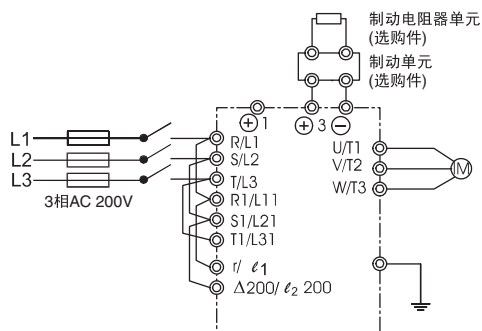 制动电阻器单元
(选购件)
制动单元
(选购件)
⊕1
⊕3 ⊖
L1
L2
L3
3相AC 200V
R/L1
S/L2
T/L3
R1/L11
S1/L21
T1/L31
r/ ℓ1
Δ200/ ℓ2 200
U/T1
V/T2
W/T3
M